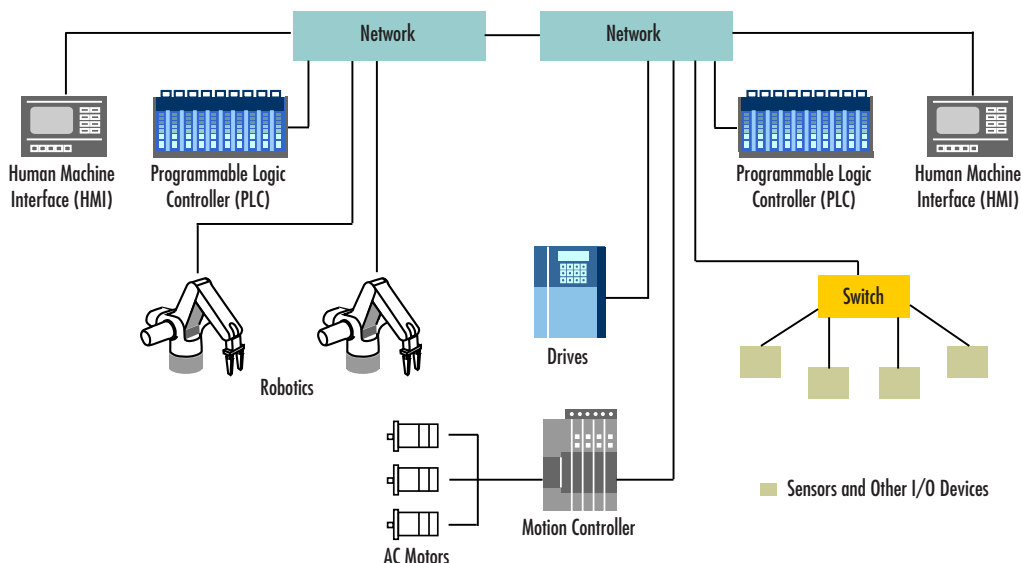 Network
Network
Human Machine
Interface (HMI)
Programmable Logic
Controller (PLC)
Programmable Logic
Controller (PLC)
Human Machine
Interface (HMI)
Switch
Drives
Robotics
Sensors and Other I/O Devices
Motion Controller
AC Motors